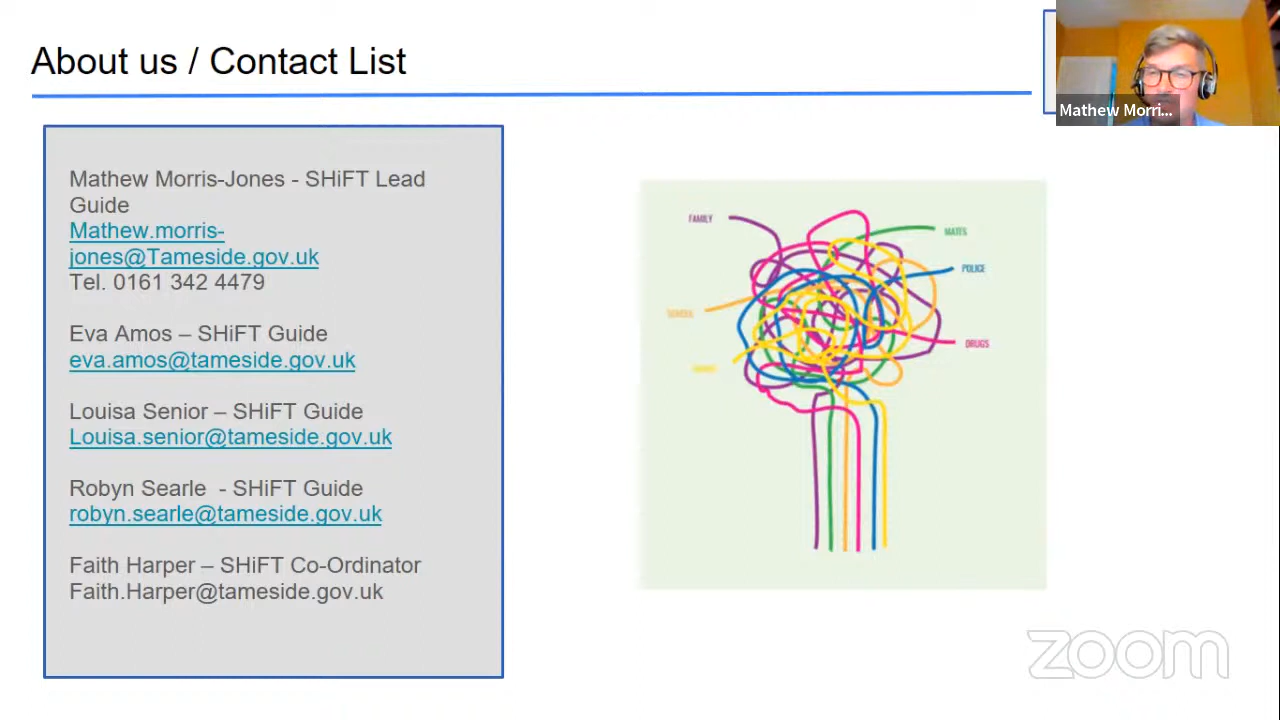 About us / Contact List
Mathew Morri...
Mathew Morris-Jones - SHiFT Lead
Guide
Mathew.morris-
jones@Tameside.gov.uk
Tel. 0161 342 4479
Eva Amos – SHiFT Guide
eva.amos@tameside.gov.uk
Louisa Senior – SHiFT Guide
Louisa.senior@tameside.gov.uk
Robyn Searle - SHiFT Guide
robyn.searle@tameside.gov.uk
Faith Harper – SHiFT Co-Ordinator
Faith.Harper@tameside.gov.uk
FAMILY
MATES
POLICE
SCHOOL
DRUGS
zoom